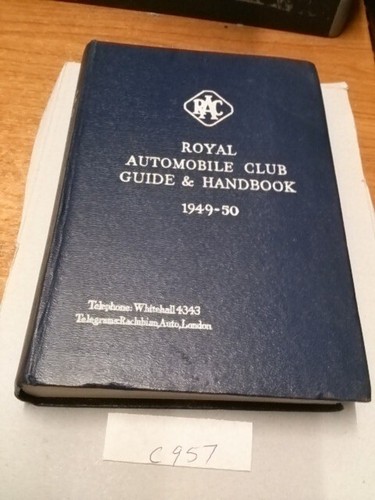 RAC
ROYAL
AUTOMOBILE CLUB
GUIDE & HANDBOOK
1949-50
Telephone: Whitehall 4343
Telegrams: Raclubian, Auto, London
C957